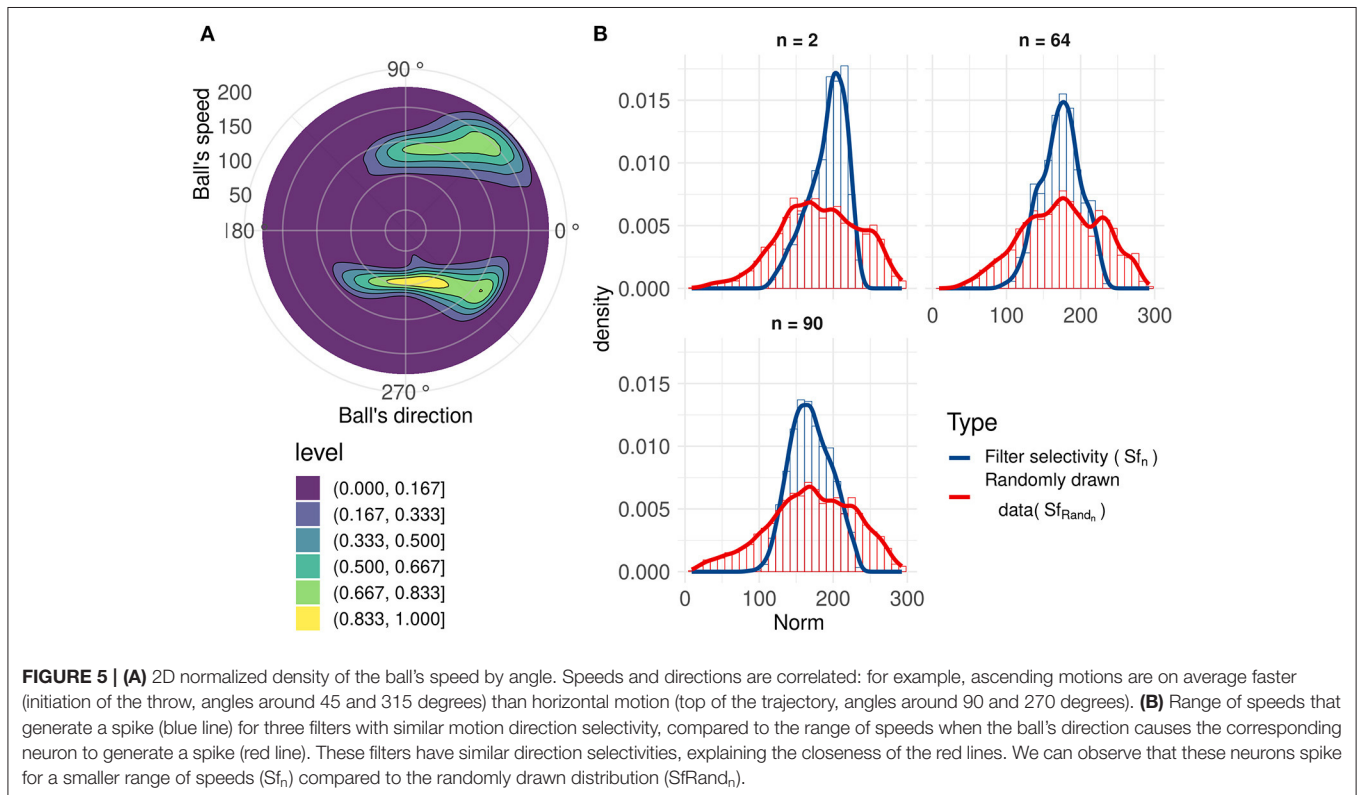 A
90 °
200
150
100
50
Ball's speed
180 °
0 °
270 °
Ball's direction
level
(0.000, 0.167]
(0.167, 0.333]
(0.333, 0.500]
(0.500, 0.667]
(0.667, 0.833]
(0.833, 1.000]
B
n = 2
n = 64
0.015
0.010
0.005
0.000
0 100 200 300
n = 90
density
0.015
0.010
0.005
0.000
0 100 200 300
Norm
Type
Filter selectivity ( Sfn )
Randomly drawn
data( SfRandn )
FIGURE 5 | (A) 2D normalized density of the ball's speed by angle. Speeds and directions are correlated: for example, ascending motions are on average faster
(initiation of the throw, angles around 45 and 315 degrees) than horizontal motion (top of the trajectory, angles around 90 and 270 degrees). (B) Range of speeds that
generate a spike (blue line) for three filters with similar motion direction selectivity, compared to the range of speeds when the ball's direction causes the corresponding
neuron to generate a spike (red line). These filters have similar direction selectivities, explaining the closeness of the red lines. We can observe that these neurons spike
for a smaller range of speeds (Sfn) compared to the randomly drawn distribution (SfRandn).